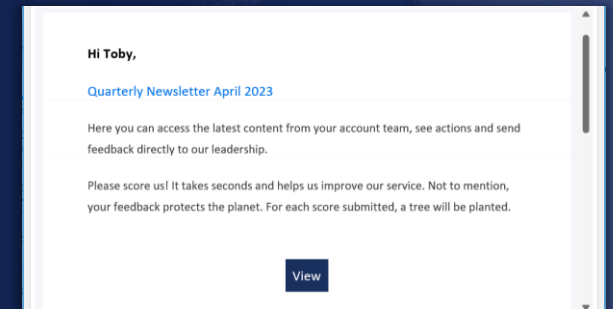 Hi Toby,
Quarterly Newsletter April 2023
Here you can access the latest content from your account team, see actions and send
feedback directly to our leadership.
Please score us! It takes seconds and helps us improve our service. Not to mention,
your feedback protects the planet. For each score submitted, a tree will be planted.
View